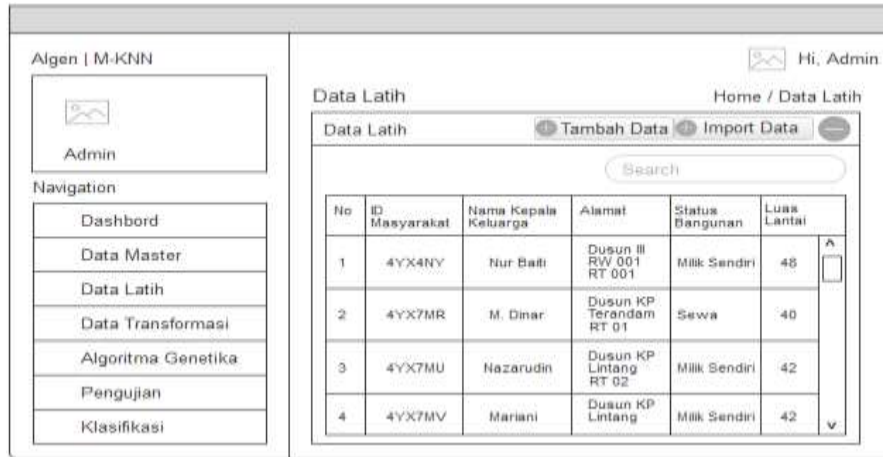 Algen | M-KNN
Admin
Navigation
Dashbord
Data Master
Data Latih
Data Transformasi
Algoritma Genetika
Pengujian
Klasifikasi
Hi, Admin
Data Latih
Home / Data Latih
Data Latih
Tambah Data
Import Data
Search
No
ID
Masyarakat
Nama Kepala
Keluarga
Alamat
Status
Bangunan
Luas
Lantai
1
4YX4NY
Nur Baiti
Dusun III
RW 001
RT 001
Milik Sendiri
48
2
4YX7MR
M. Dinar
Dusun KP
Terandam
RT 01
Sewa
40
3
4YX7MU
Nazarudin
Dusun KP
Lintang
RT 02
Milik Sendiri
42
4
4YX7MV
Mariani
Dusun KP
Lintang
Milik Sendiri
42